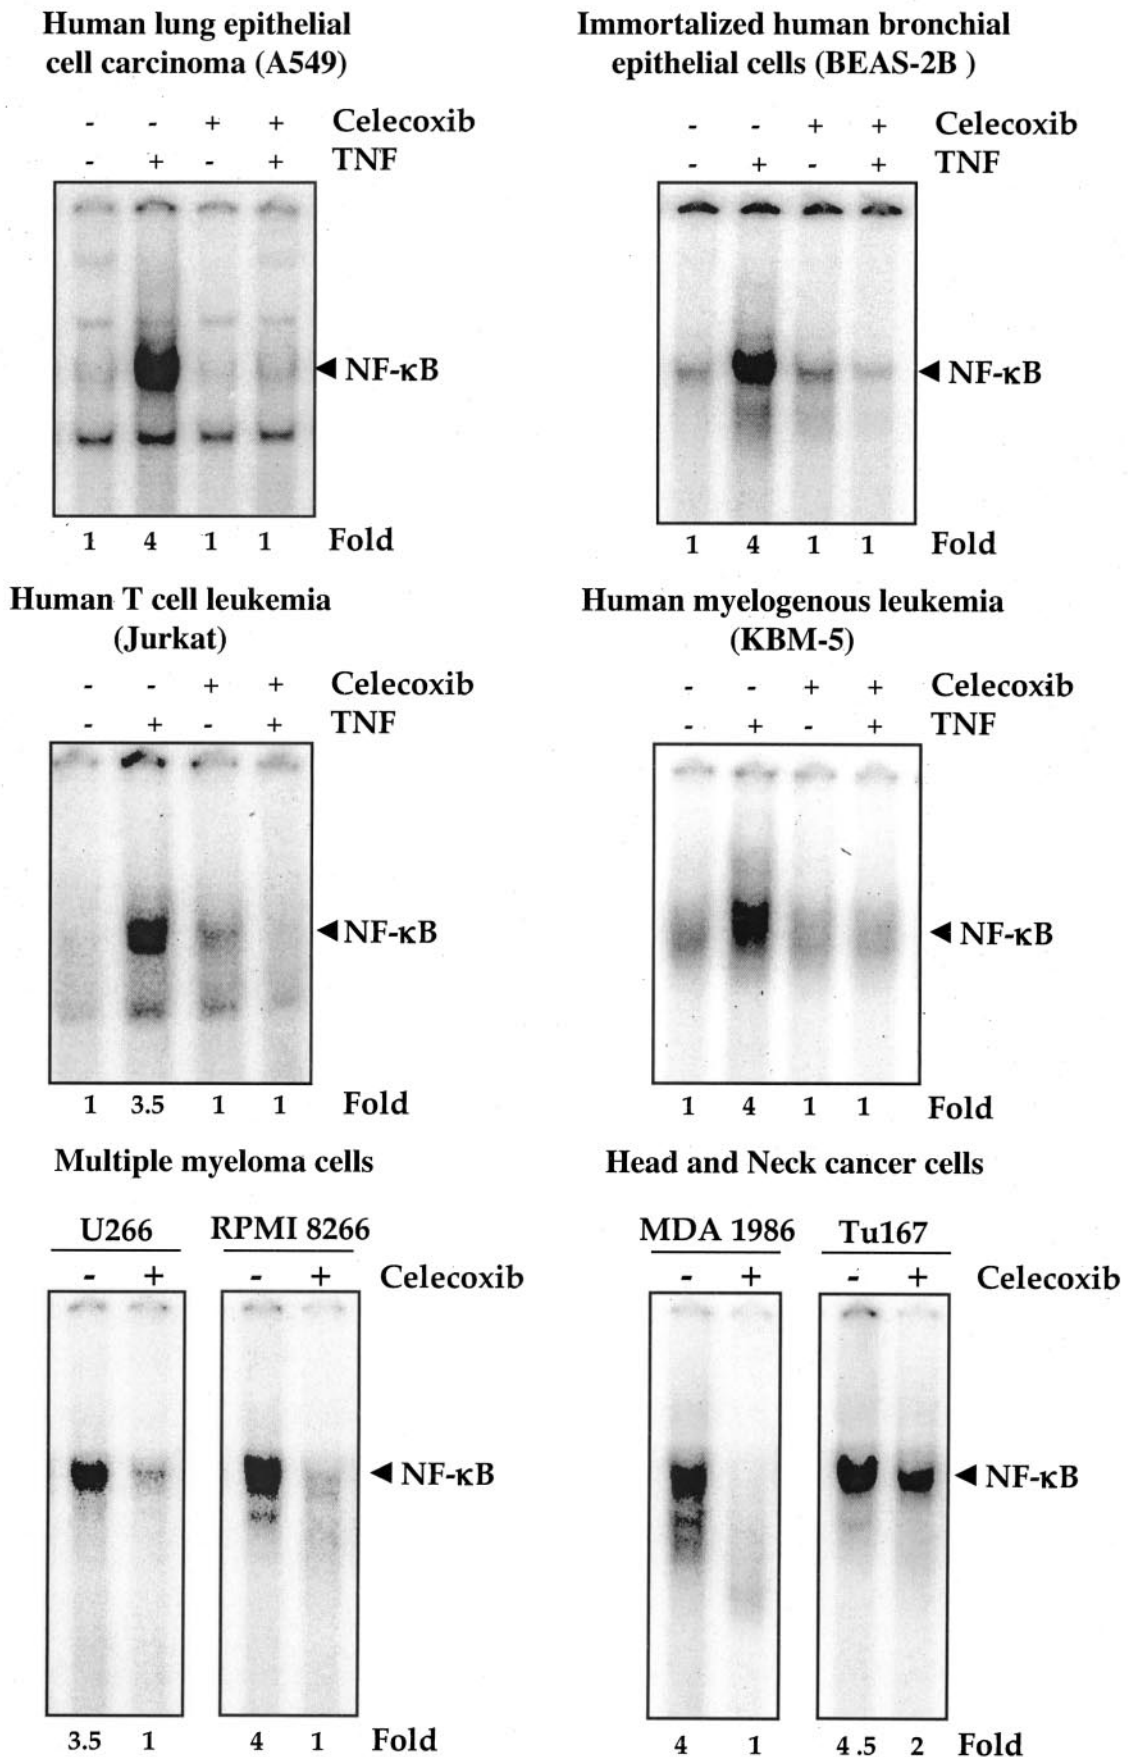 Human lung epithelial
cell carcinoma (A549)
- - + + Celecoxib
- + - + TNF
NF-κB
1 4 1 1 Fold
Immortalized human bronchial
epithelial cells (BEAS-2B )
- - + + Celecoxib
- + - + TNF
NF-κB
1 4 1 1 Fold
Human T cell leukemia
(Jurkat)
- - + + Celecoxib
- + - + TNF
NF-κB
1 3.5 1 1 Fold
Human myelogenous leukemia
(KBM-5)
- - + + Celecoxib
- + - + TNF
NF-κB
1 4 1 1 Fold
Multiple myeloma cells
U266 RPMI 8266
- + - + Celecoxib
NF-κB
3.5 1 4 1 Fold
Head and Neck cancer cells
MDA 1986 Tu167
- + - + Celecoxib
NF-κB
4 1 4.5 2 Fold